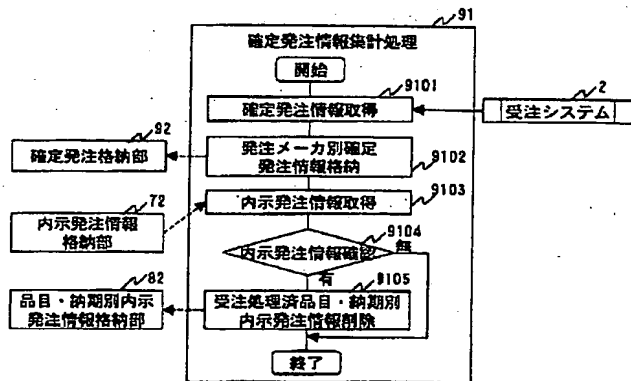 91
確定発注情報集計処理
開始
9101
確定発注情報取得
2
受注システム
92
確定発注格納部
発注メーカ別確定
発注情報格納
9102
内示発注情報取得
9103
72
内示発注情報
格納部
9104
内示発注情報確認
無
有
9105
82
品目・納期別内示
発注情報格納部
受注処理済品目・納期別
内示発注情報削除
終了